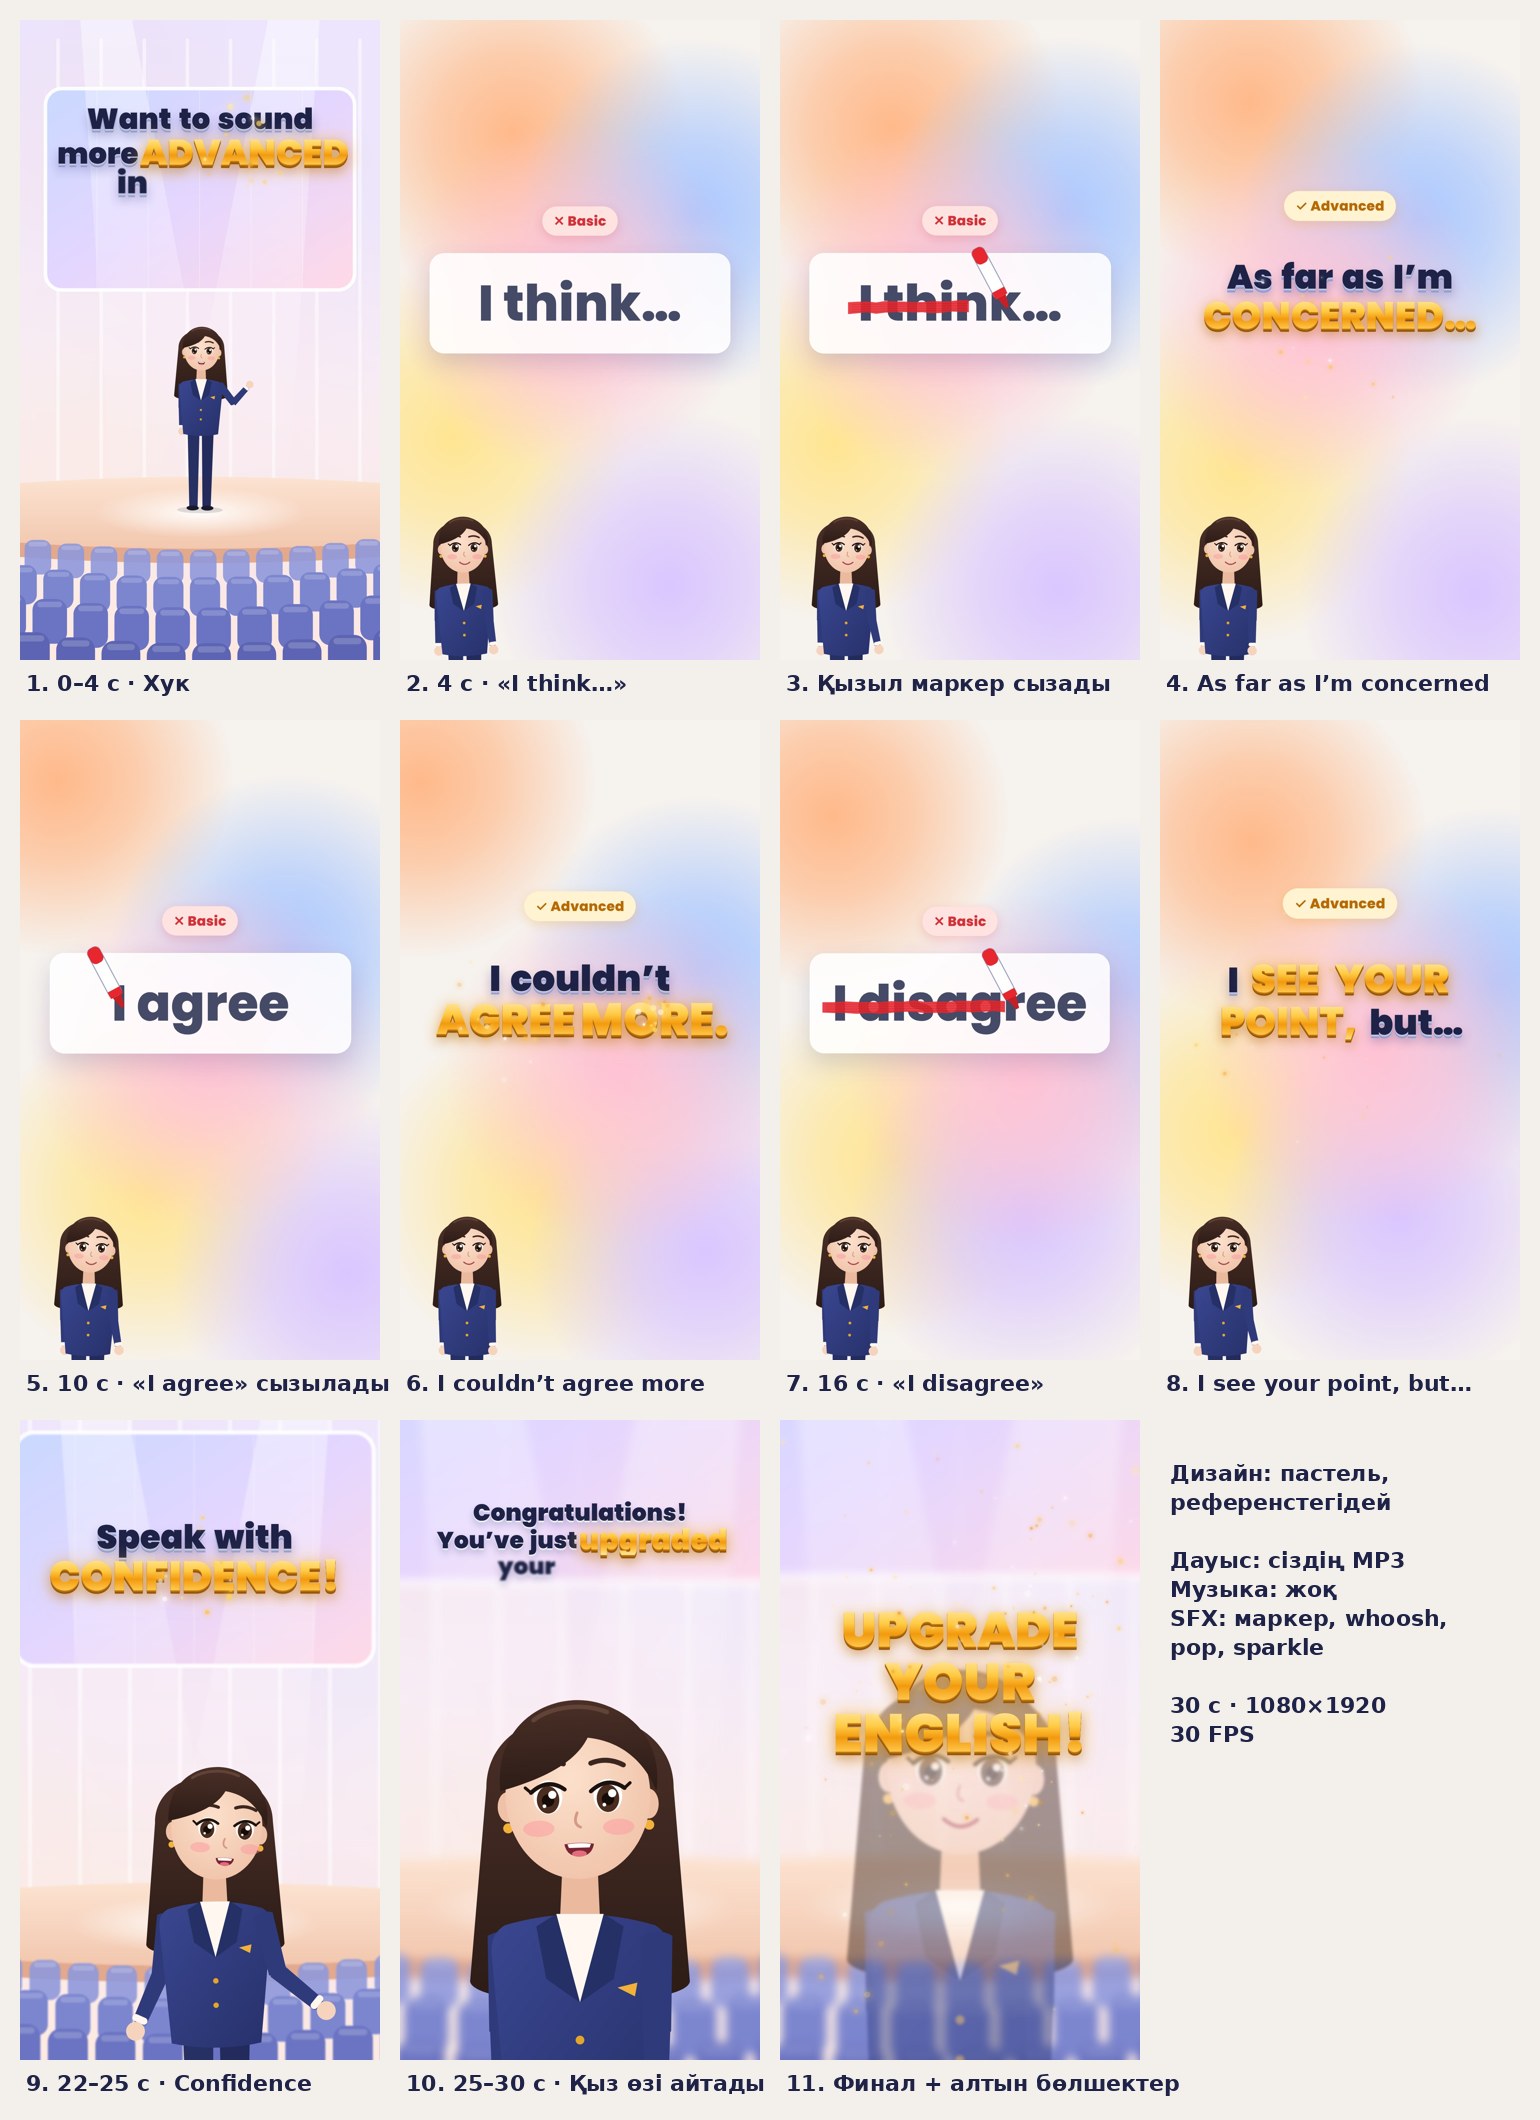 Want to sound
more ADVANCED
in
1. 0–4 с · Хук
✕ Basic
I think...
2. 4 с · «I think…»
✕ Basic
I think...
3. Қызыл маркер сызады
✓ Advanced
As far as I’m
CONCERNED...
4. As far as I’m concerned
✕ Basic
I agree
5. 10 с · «I agree» сызылады
✓ Advanced
I couldn’t
AGREE MORE.
6. I couldn’t agree more
✕ Basic
I disagree
7. 16 с · «I disagree»
✓ Advanced
I SEE YOUR
POINT, but...
8. I see your point, but…
Speak with
CONFIDENCE!
9. 22–25 с · Confidence
Congratulations!
You’ve just upgraded
your
10. 25–30 с · Қыз өзі айтады
UPGRADE
YOUR
ENGLISH!
11. Финал + алтын бөлшектер
Дизайн: пастель,
референстегідей
Дауыс: сіздің MP3
Музыка: жоқ
SFX: маркер, whoosh,
pop, sparkle
30 с · 1080×1920
30 FPS